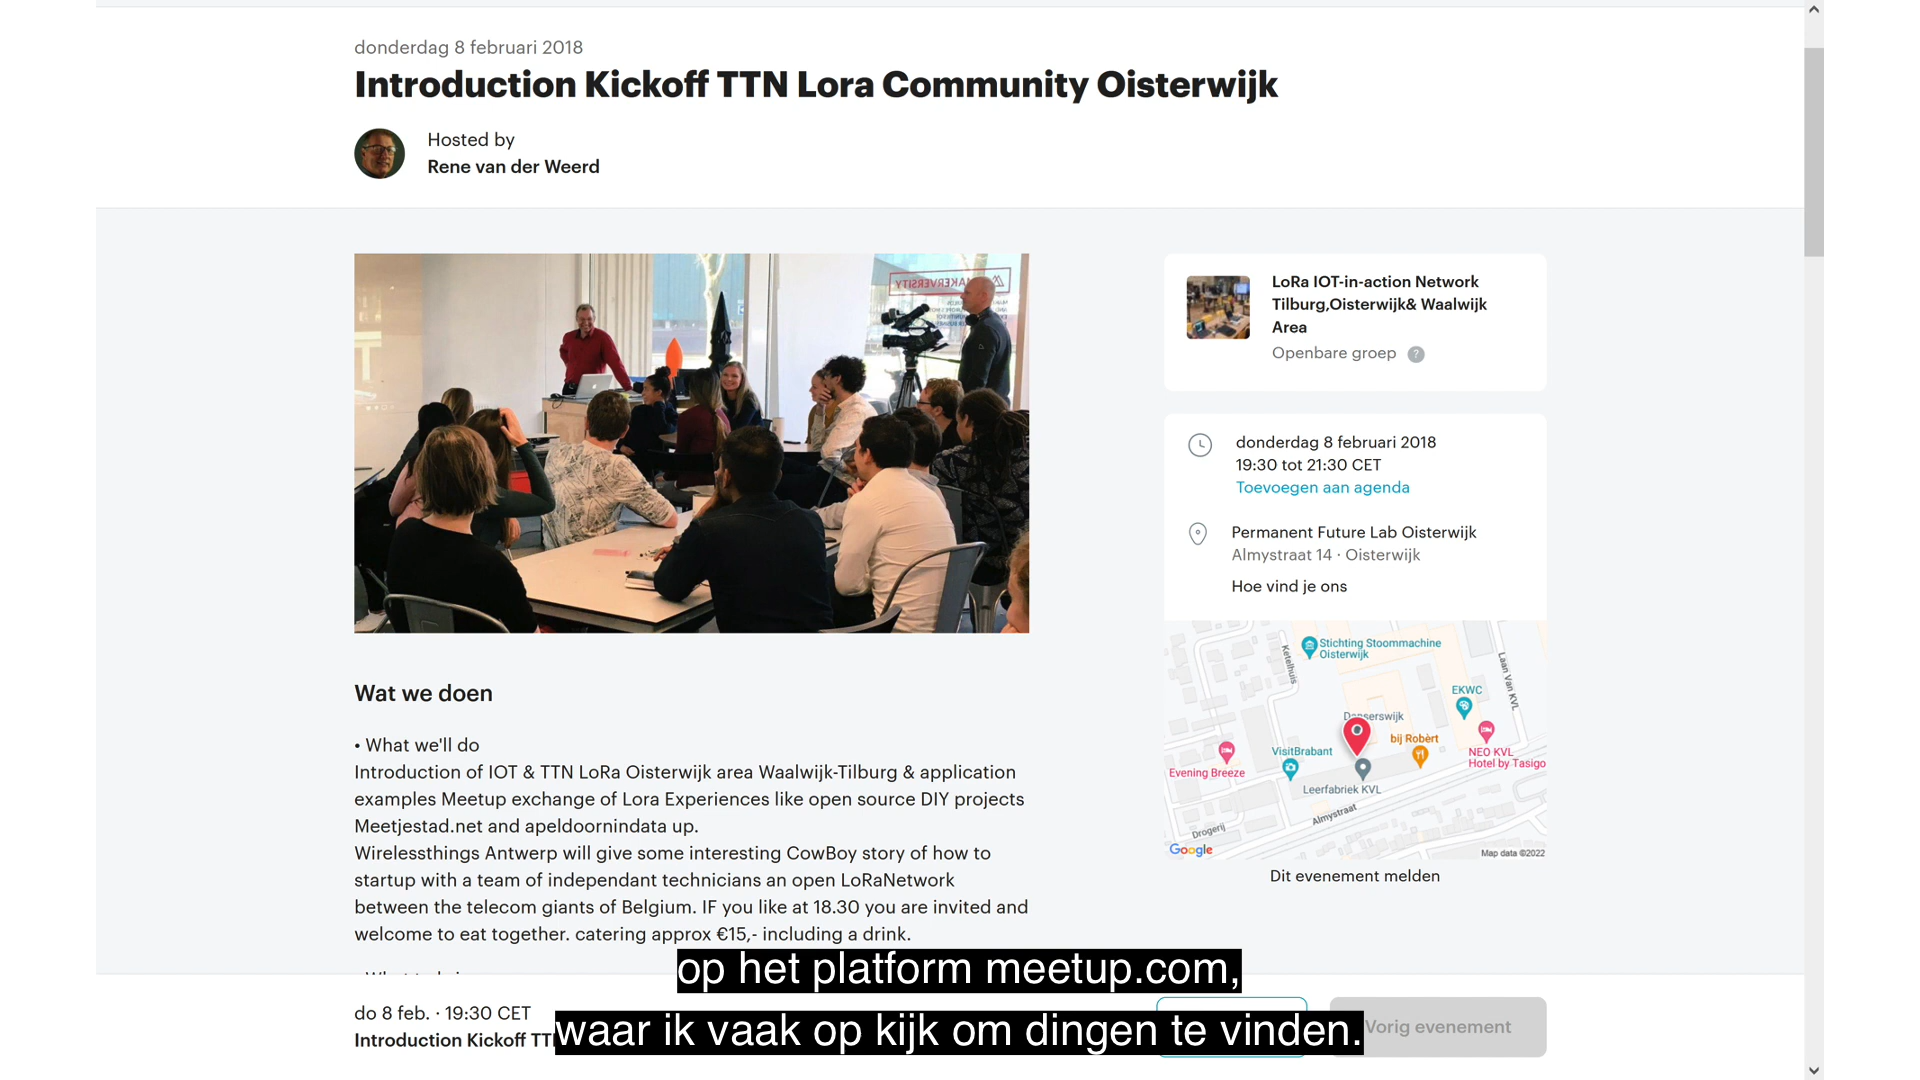 donderdag 8 februari 2018
Introduction Kickoff TTN Lora Community Oisterwijk
Hosted by
Rene van der Weerd
MAKERVERSITY
LoRa IOT-in-action Network
Tilburg,Oisterwijk& Waalwijk
Area
Openbare groep ?
donderdag 8 februari 2018
19:30 tot 21:30 CET
Toevoegen aan agenda
Permanent Future Lab Oisterwijk
Almystraat 14 · Oisterwijk
Hoe vind je ons
Stichting Stoommachine
Oisterwijk
Ketelhuis
Laan Van KVL
EKWC
Danserswijk
bij Robèrt
VisitBrabant
NEO KVL
Hotel by Tasigo
Evening Breeze
Leerfabriek KVL
Almystraat
Drogerij
Google
Map data ©2022
Dit evenement melden
Wat we doen
• What we'll do
Introduction of IOT & TTN LoRa Oisterwijk area Waalwijk-Tilburg & application
examples Meetup exchange of Lora Experiences like open source DIY projects
Meetjestad.net and apeldoornindata up.
Wirelessthings Antwerp will give some interesting CowBoy story of how to
startup with a team of independant technicians an open LoRaNetwork
between the telecom giants of Belgium. IF you like at 18.30 you are invited and
welcome to eat together. catering approx €15,- including a drink.
op het platform meetup.com,
waar ik vaak op kijk om dingen te vinden.
do 8 feb. · 19:30 CET
Introduction Kickoff TT
Vorig evenement